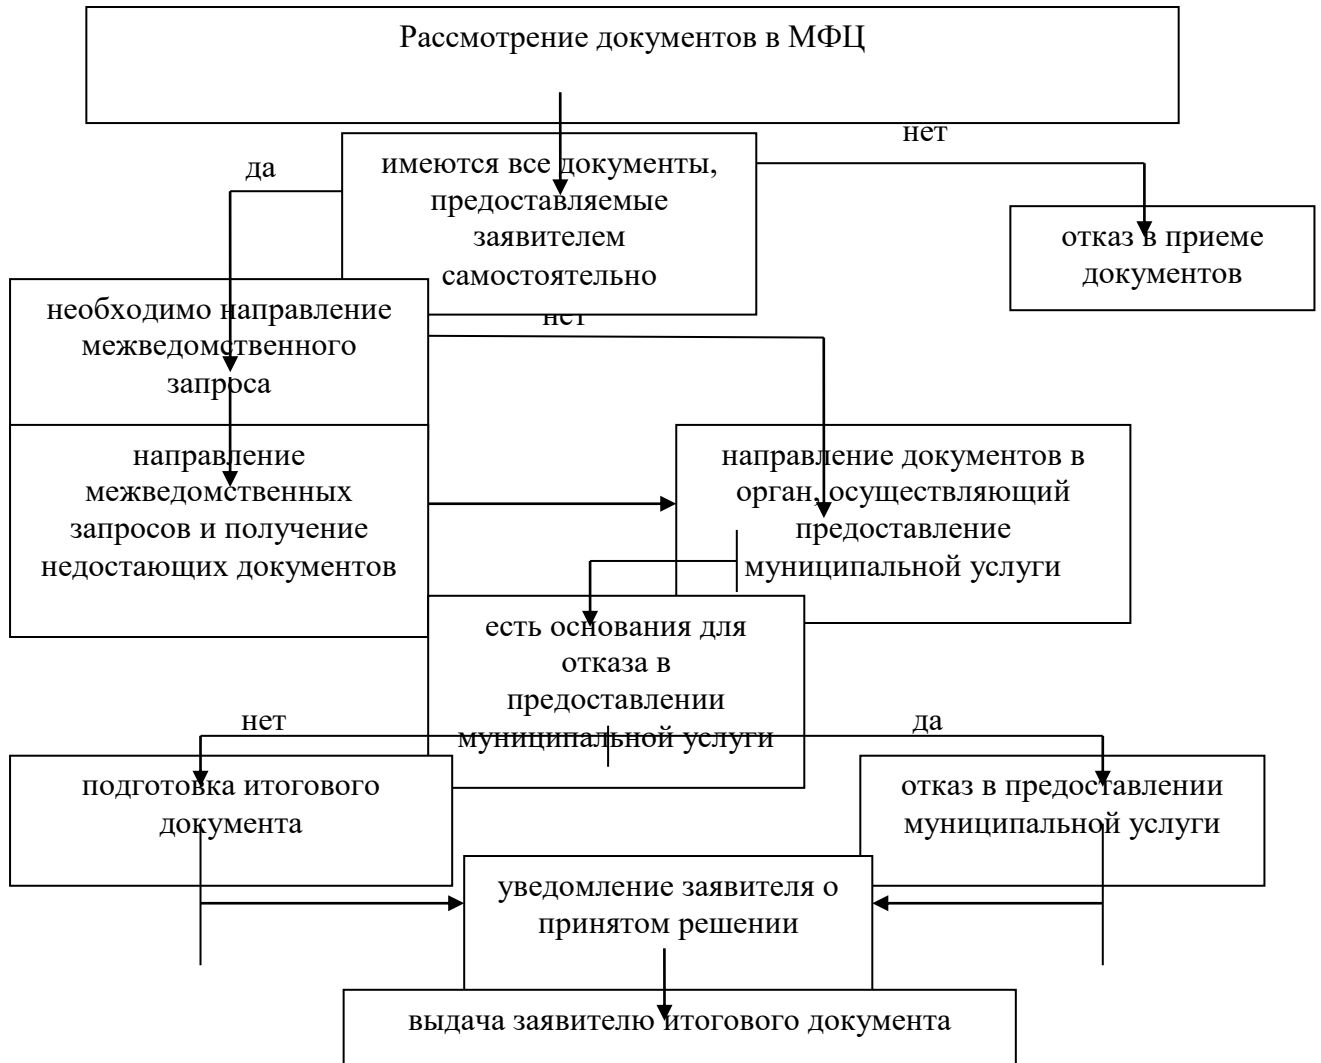 Рассмотрение документов в МФЦ
нет
да
имеются все документы,
предоставляемые
заявителем
самостоятельно
отказ в приеме
документов
необходимо направление
межведомственного
запроса
нет
направление
межведомственных
запросов и получение
недостающих документов
направление документов в
орган, осуществляющий
предоставление
муниципальной услуги
есть основания для
отказа в
предоставлении
муниципальной услуги
нет
да
подготовка итогового
документа
отказ в предоставлении
муниципальной услуги
уведомление заявителя о
принятом решении
выдача заявителю итогового документа